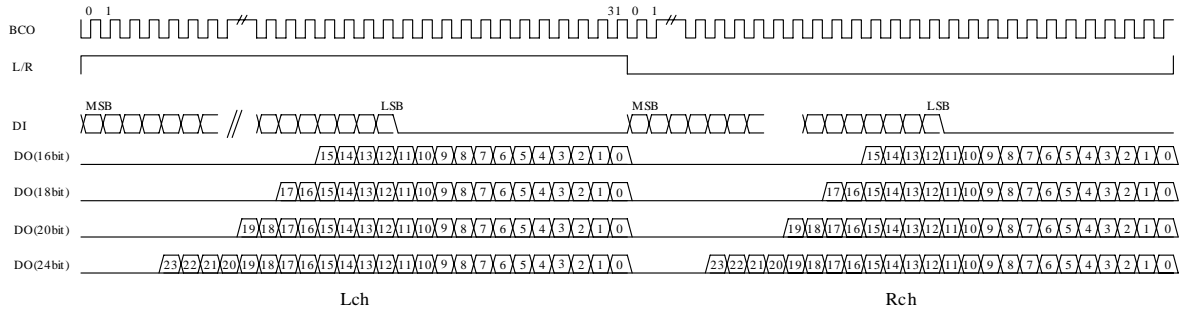 0 1 31 0 1
BCO
L/R
MSB LSB MSB LSB
DI
DO(16bit) 15 14 13 12 11 10 9 8 7 6 5 4 3 2 1 0 15 14 13 12 11 10 9 8 7 6 5 4 3 2 1 0
DO(18bit) 17 16 15 14 13 12 11 10 9 8 7 6 5 4 3 2 1 0 17 16 15 14 13 12 11 10 9 8 7 6 5 4 3 2 1 0
DO(20bit) 19 18 17 16 15 14 13 12 11 10 9 8 7 6 5 4 3 2 1 0 19 18 17 16 15 14 13 12 11 10 9 8 7 6 5 4 3 2 1 0
DO(24bit) 23 22 21 20 19 18 17 16 15 14 13 12 11 10 9 8 7 6 5 4 3 2 1 0 23 22 21 20 19 18 17 16 15 14 13 12 11 10 9 8 7 6 5 4 3 2 1 0
Lch Rch